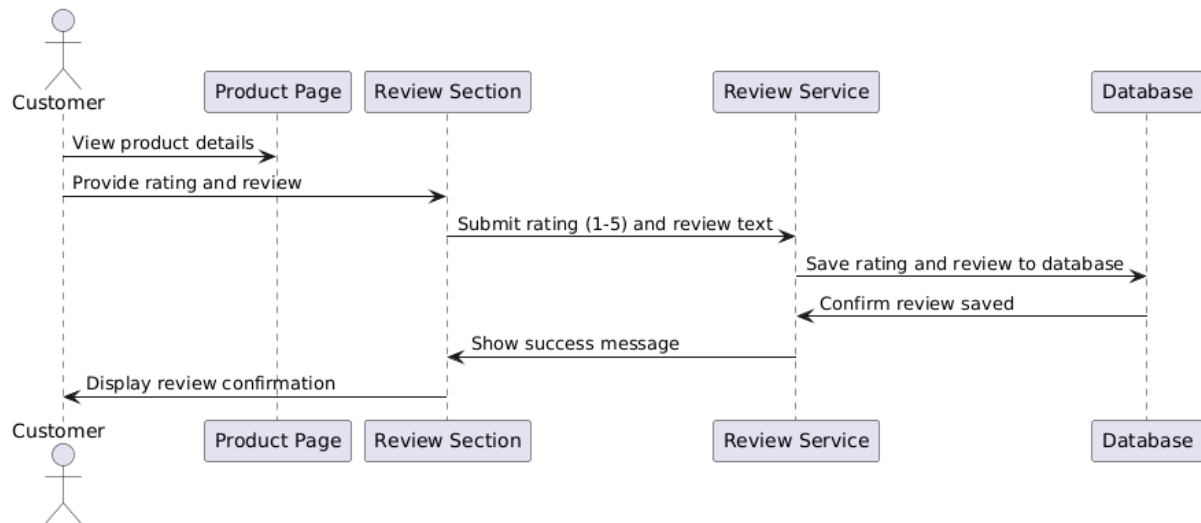 Customer
Product Page
Review Section
Review Service
Database
View product details
Provide rating and review
Submit rating (1-5) and review text
Save rating and review to database
Confirm review saved
Show success message
Display review confirmation
Customer
Product Page
Review Section
Review Service
Database